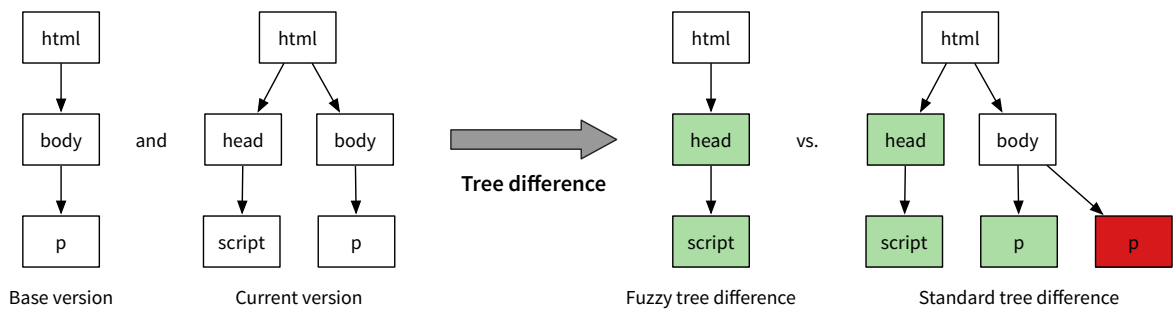 html
html
html
html
body
and
head
body
head
vs.
head
body
Tree difference
p
script
p
script
script
p
p
Base version
Current version
Fuzzy tree difference
Standard tree difference